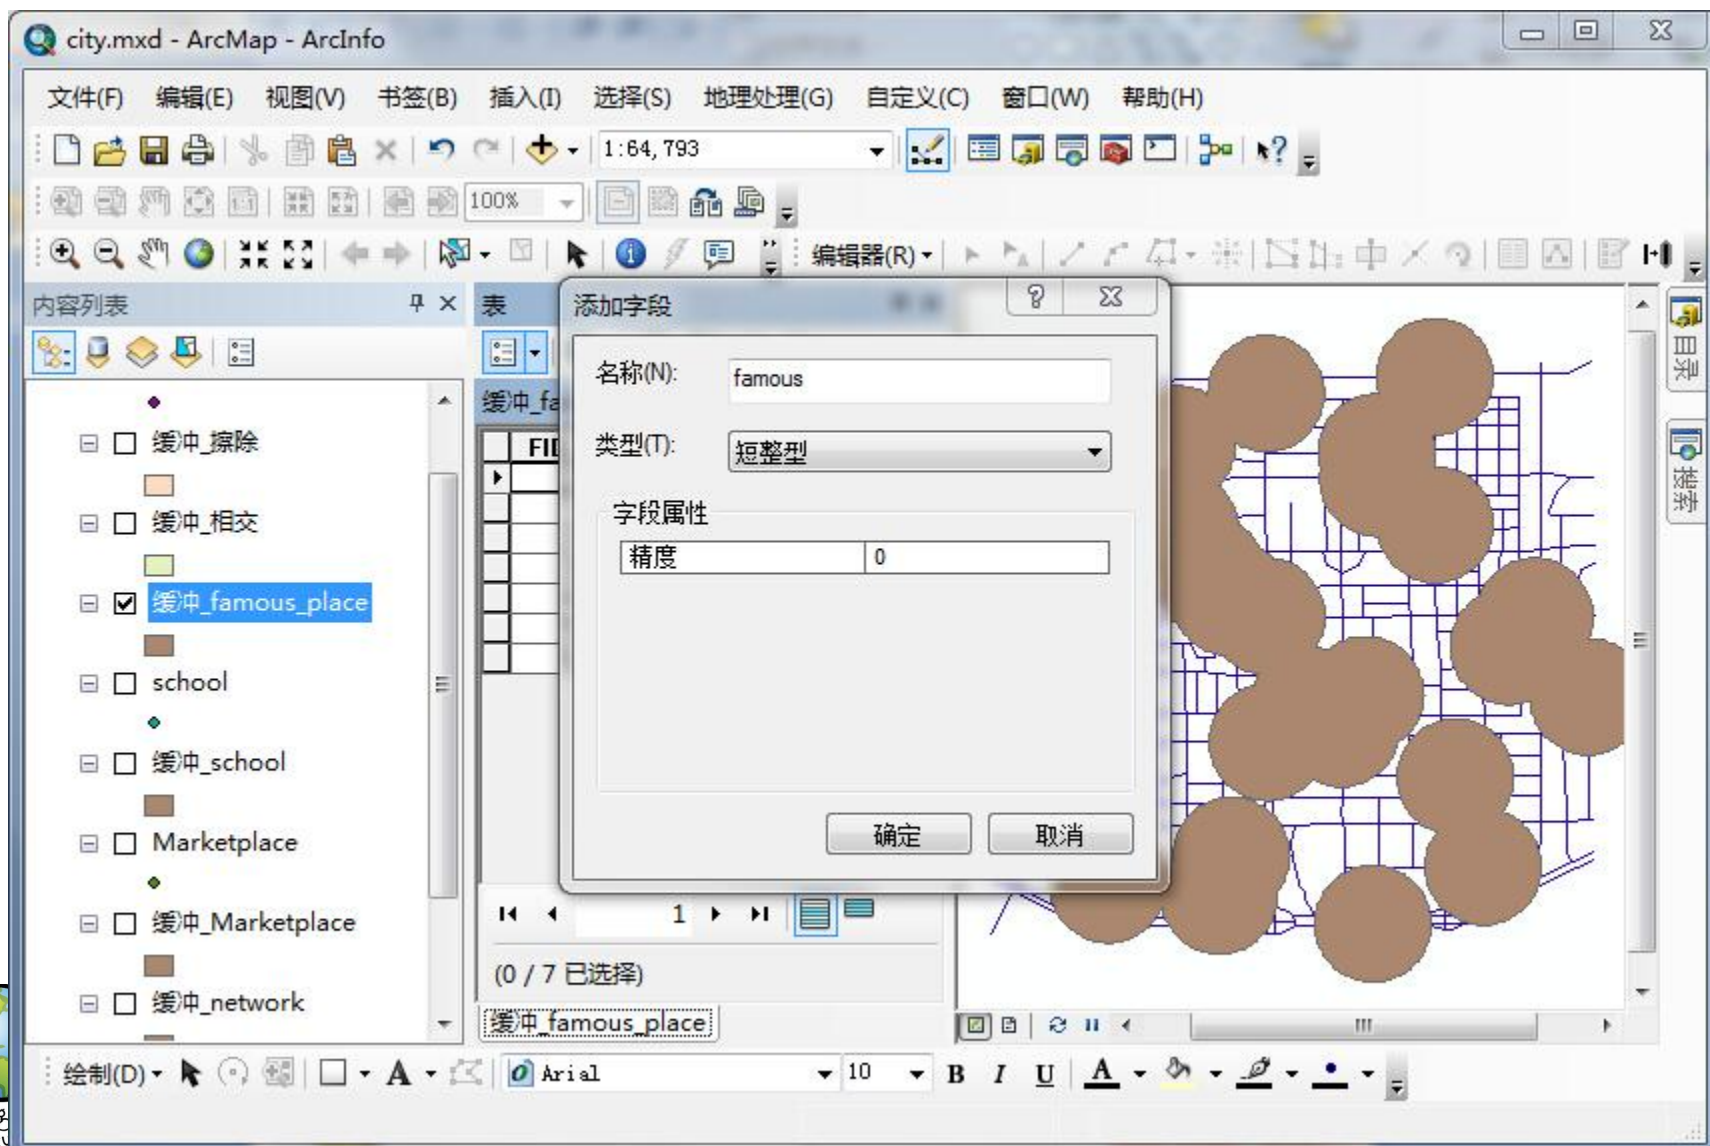 city.mxd - ArcMap - ArcInfo
文件(F) 编辑(E) 视图(V) 书签(B) 插入(I) 选择(S) 地理处理(G) 自定义(C) 窗口(W) 帮助(H)
1:64,793
100%
编辑器(R)
内容列表
表
添加字段
目录
搜索
缓冲_擦除
缓冲_相交
缓冲_famous_place
school
缓冲_school
Marketplace
缓冲_Marketplace
缓冲_network
缓冲_fa
FID
名称(N): famous
类型(T): 短整型
字段属性
精度 0
确定 取消
1
(0 / 7 已选择)
缓冲_famous_place
绘制(D) A Arial 10 B I U A